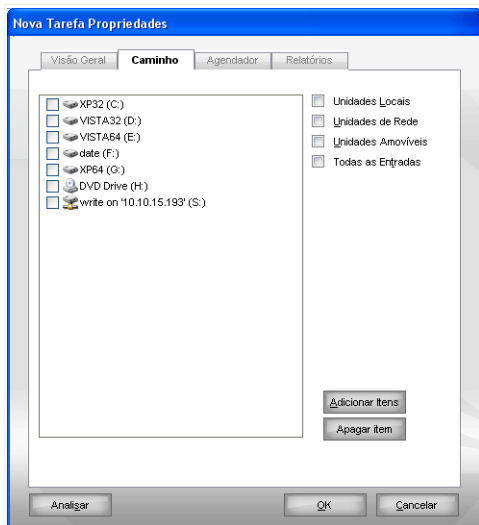 Nova Tarefa Propriedades
Visão Geral Caminho Agendador Relatórios
XP32 (C:)
VISTA32 (D:)
VISTA64 (E:)
date (F:)
XP64 (G:)
DVD Drive (H:)
write on '10.10.15.193' (S:)
Unidades Locais
Unidades de Rede
Unidades Amovíveis
Todas as Entradas
Adicionar Itens
Apagar item
Analisar OK Cancelar